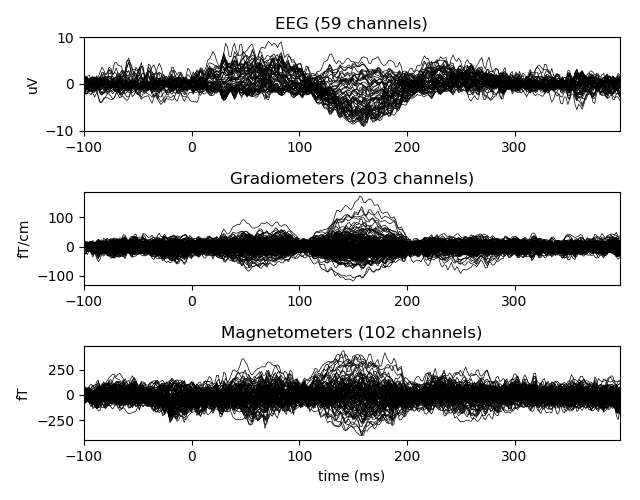 EEG (59 channels)
10
0
−10
uV
−100 0 100 200 300
Gradiometers (203 channels)
100
0
−100
fT/cm
−100 0 100 200 300
Magnetometers (102 channels)
250
0
−250
fT
−100 0 100 200 300
time (ms)